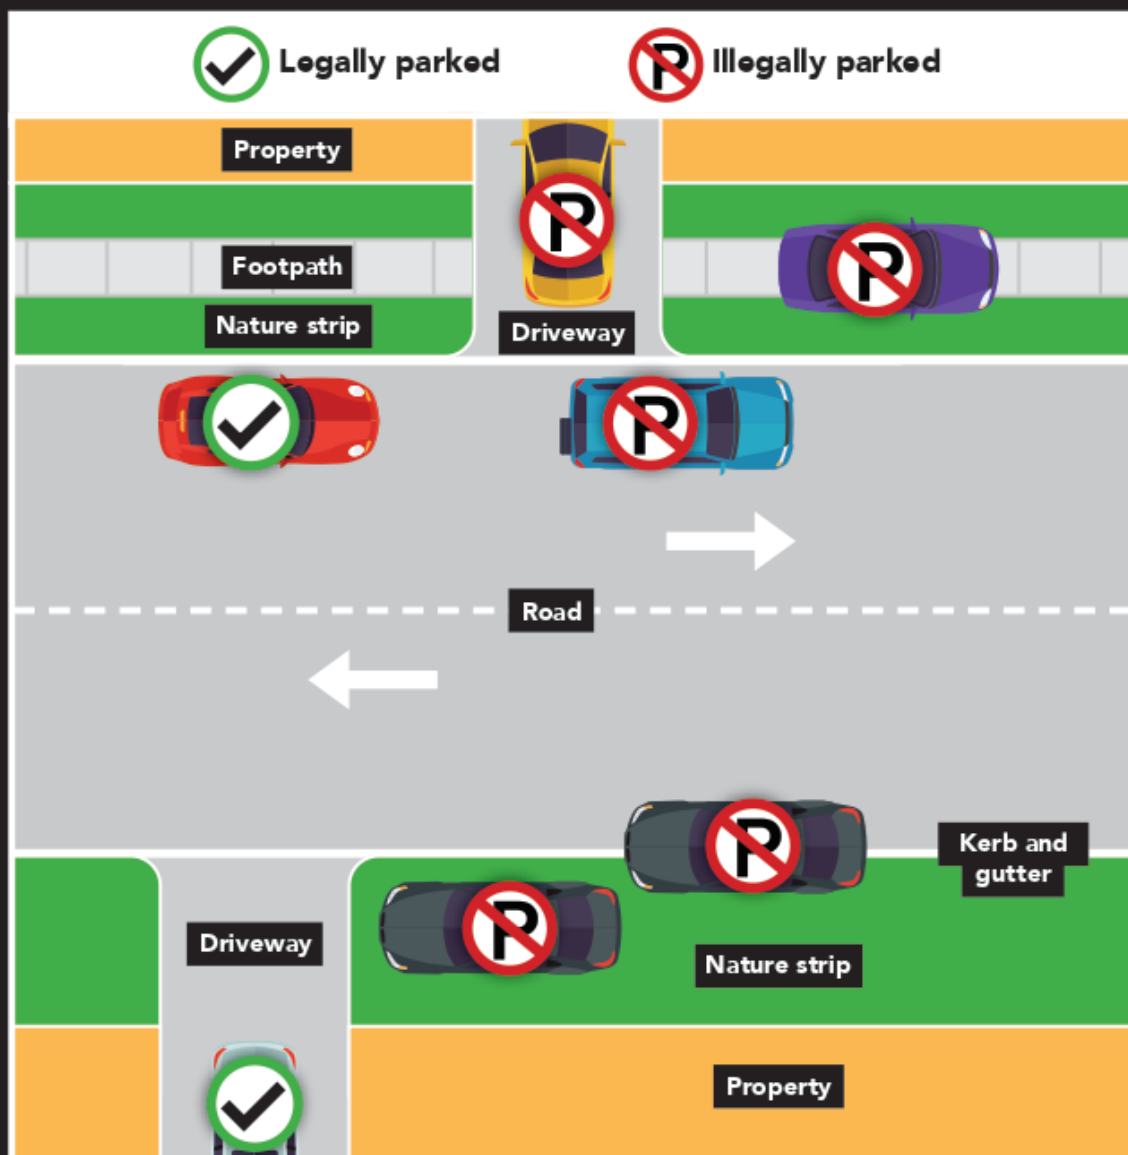 Legally parked
Illegally parked
Property
P
P
Footpath
Nature strip
Driveway
P
Road
P
Kerb and
gutter
P
Driveway
Nature strip
Property